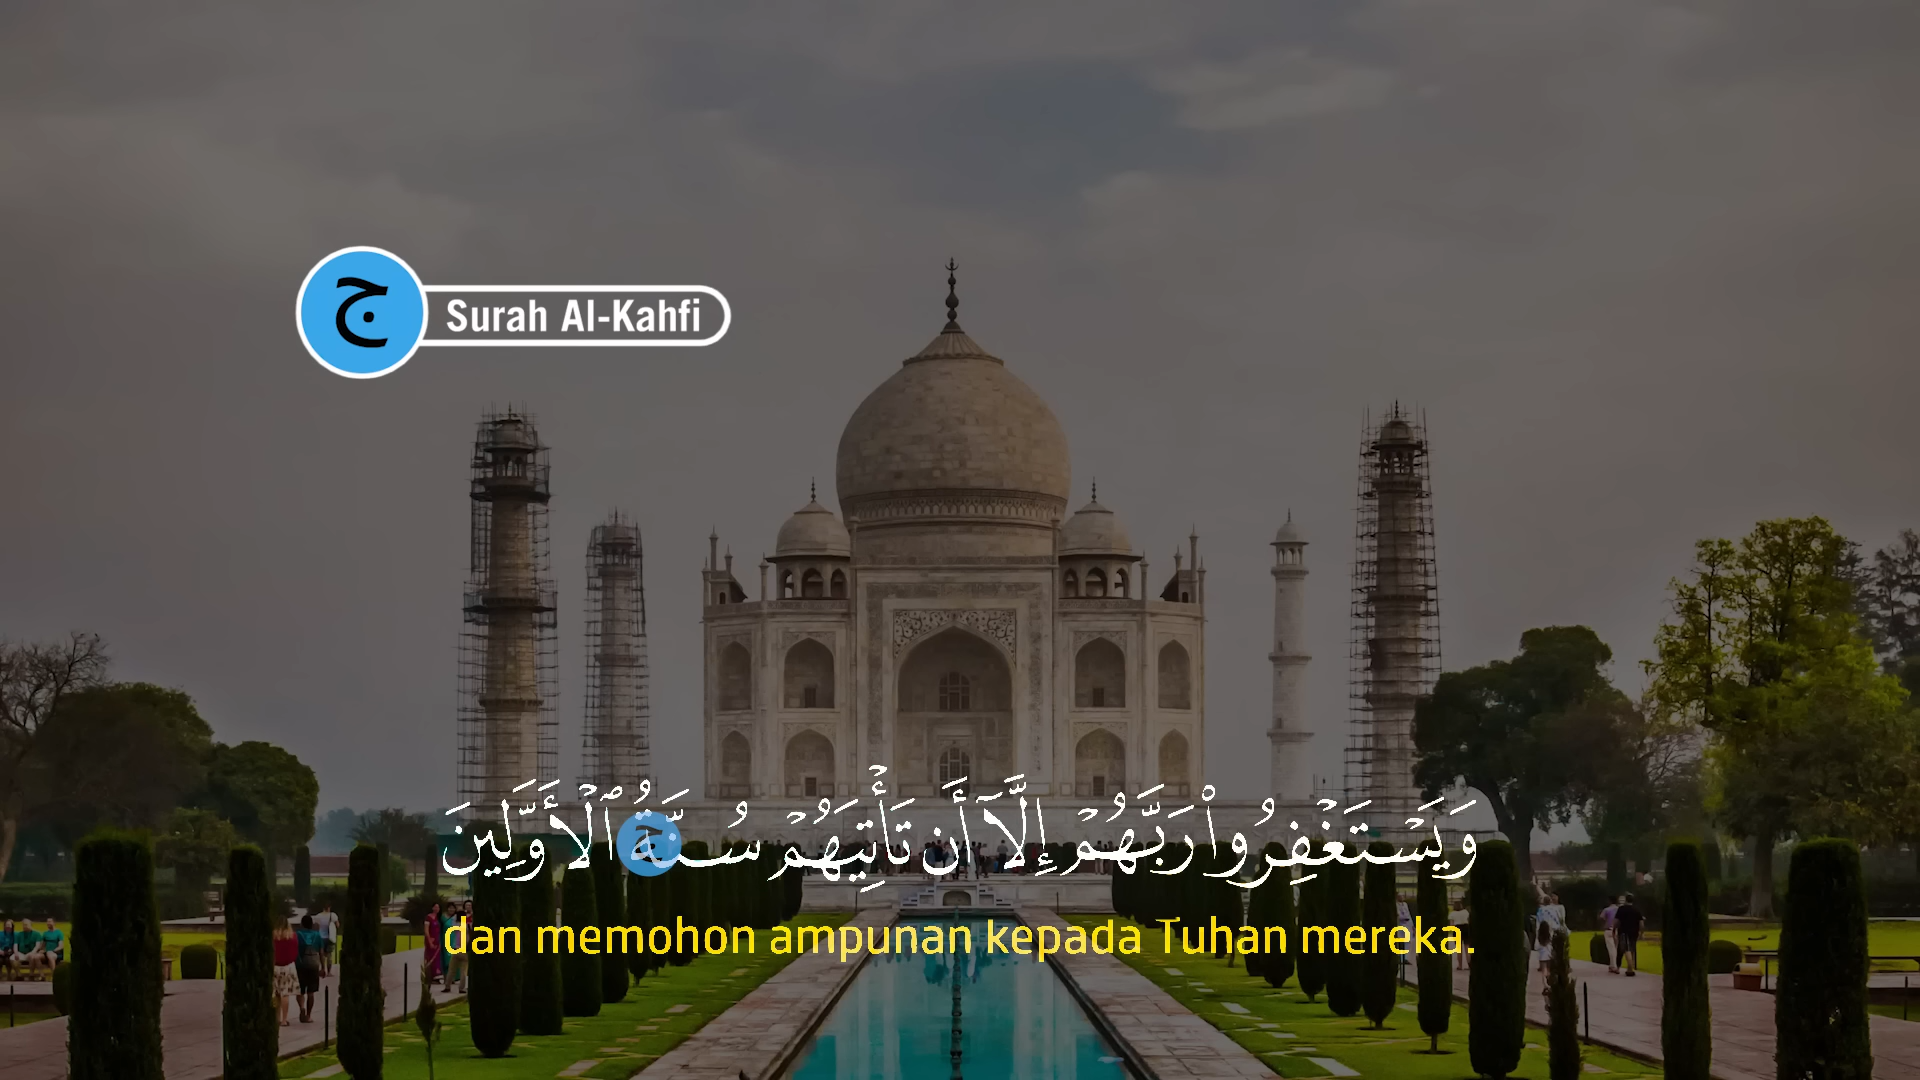 ج
Surah Al-Kahfi
وَيَسْتَغْفِرُوا۟ رَبَّهُمْ إِلَّآ أَن تَأْتِيَهُمْ سُنَّةُ ٱلْأَوَّلِينَ
ج
dan memohon ampunan kepada Tuhan mereka.